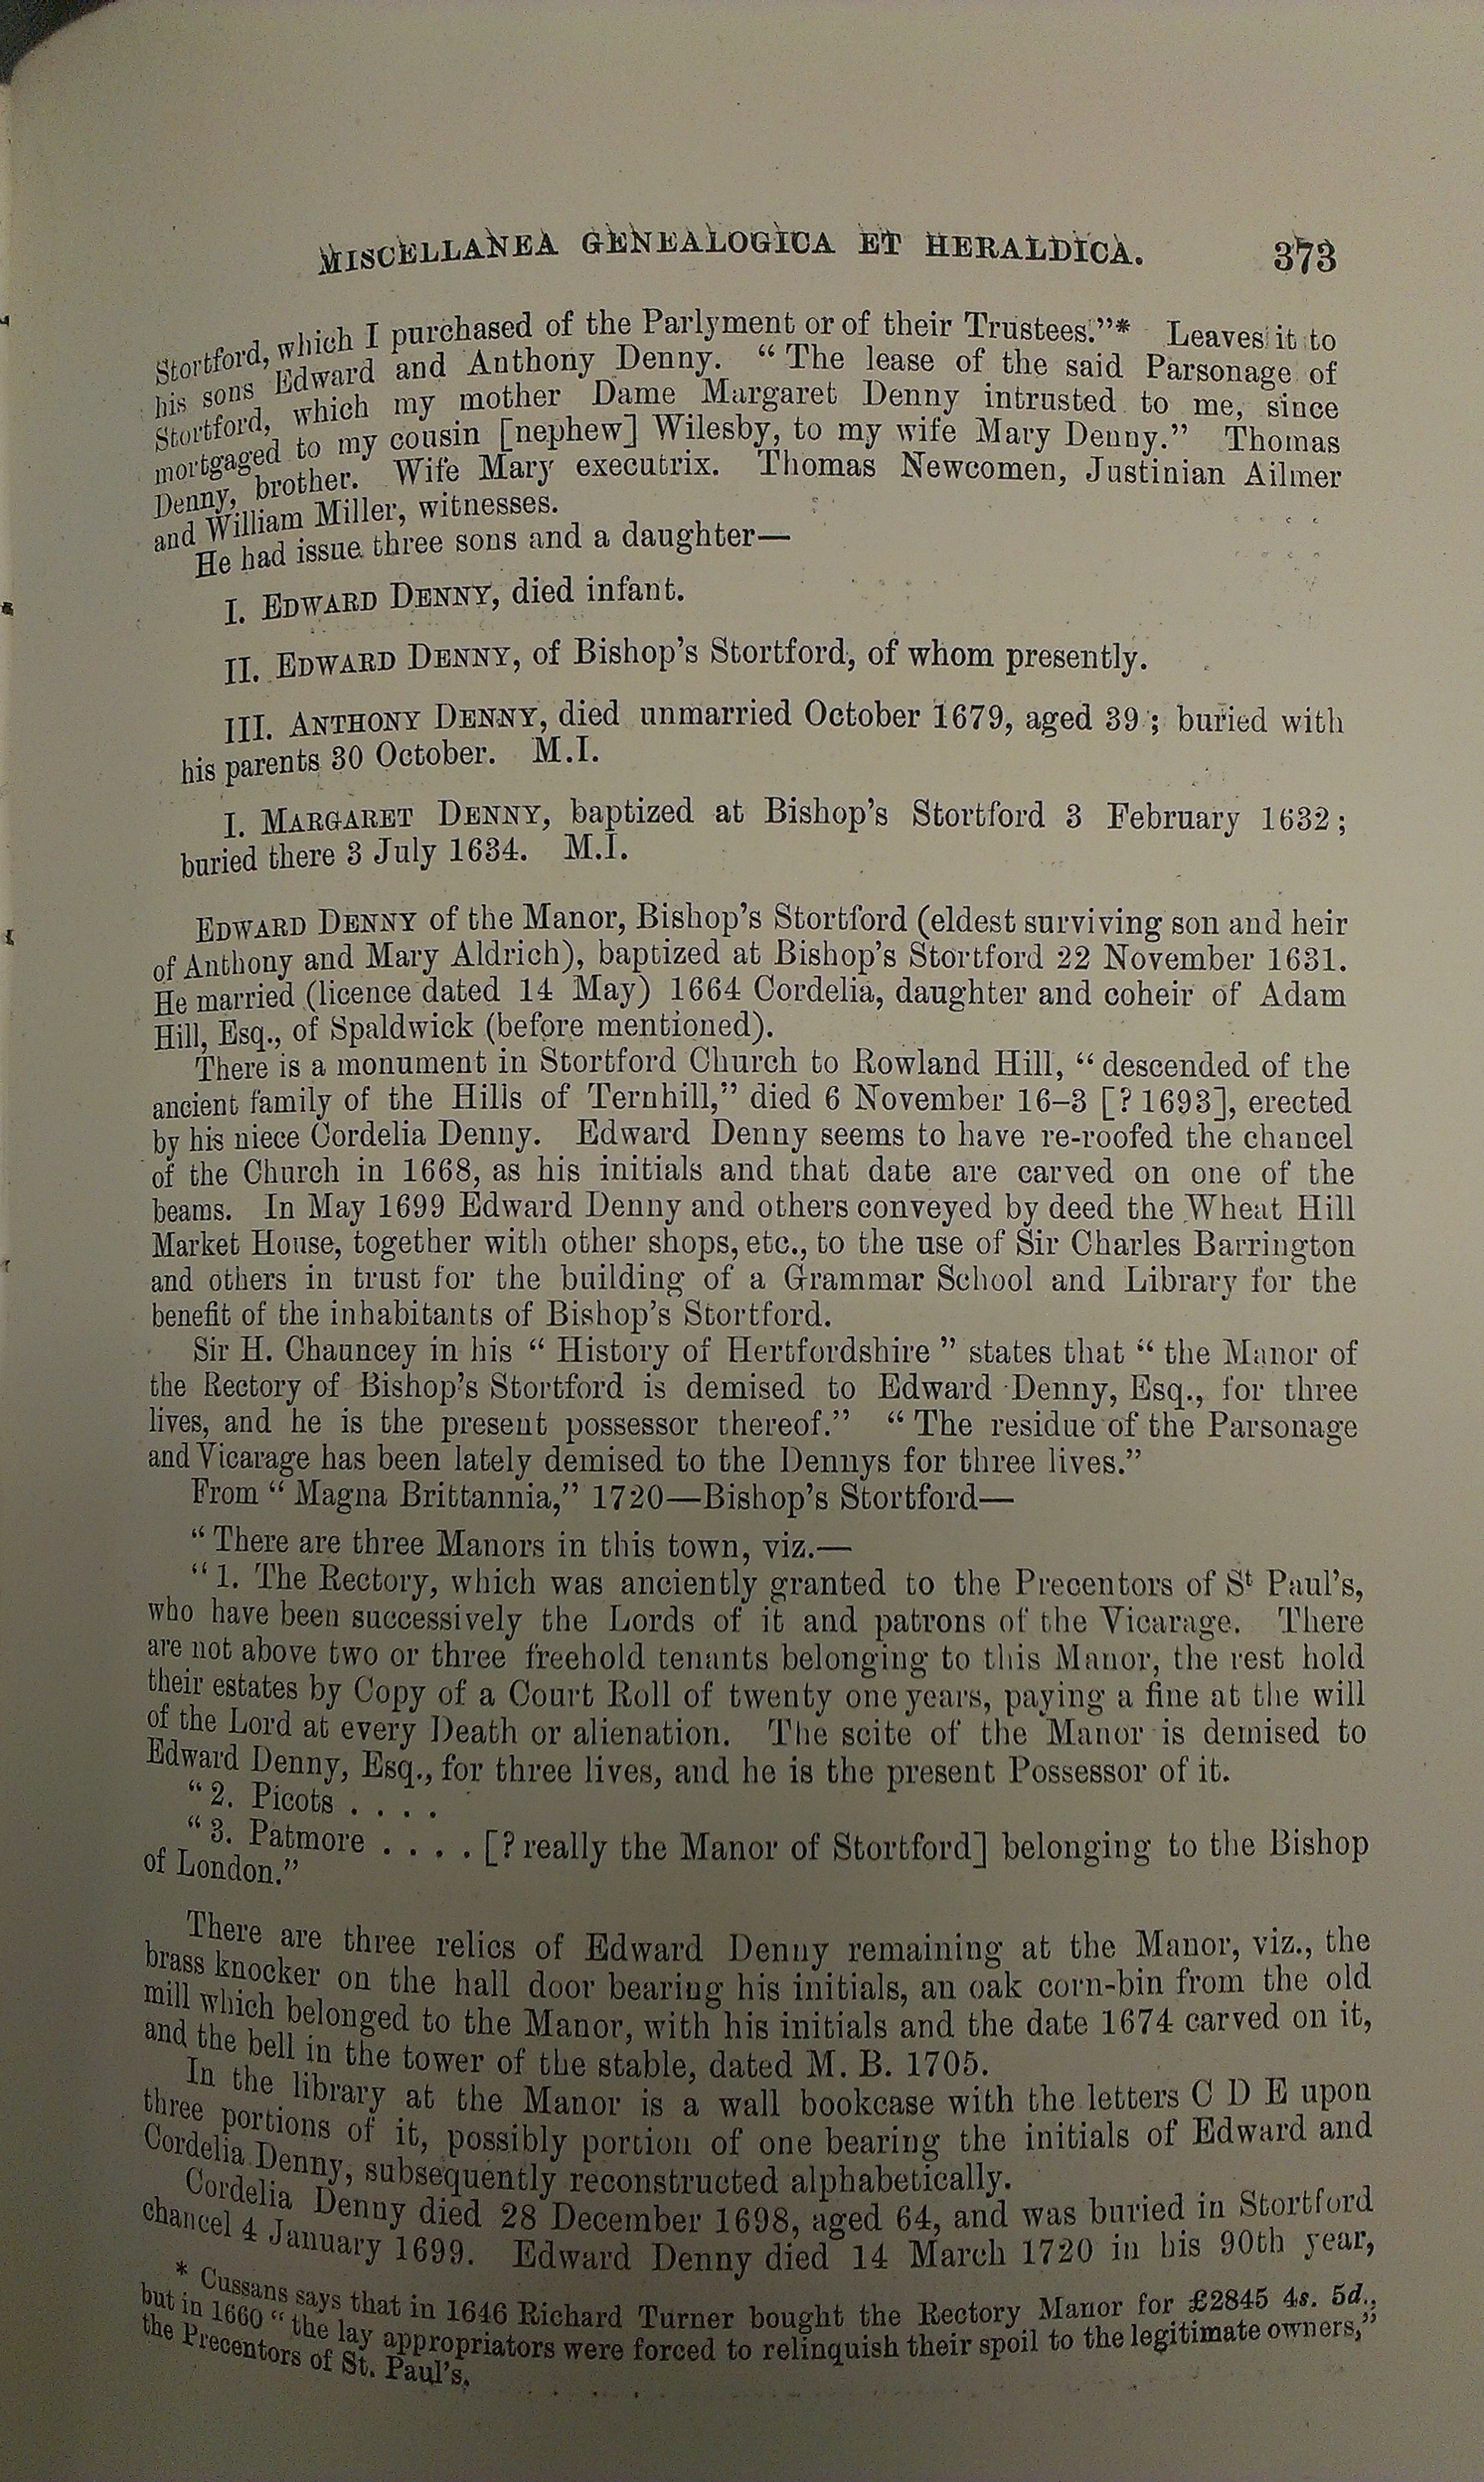 MISCELLANEA GENEALOGICA ET HERALDICA. 373
Stortford, which I purchased of the Parlyment or of their Trustees."* Leaves it to
his sons Edward and Anthony Denny. "The lease of the said Parsonage of
Stortford, which my mother Dame Margaret Denny intrusted to me, since
mortgaged to my cousin [nephew] Wilesby, to my wife Mary Denny." Thomas
Denny, brother. Wife Mary executrix. Thomas Newcomen, Justinian Ailmer
and William Miller, witnesses.
He had issue three sons and a daughter—
I. EDWARD DENNY, died infant.
II. EDWARD DENNY, of Bishop's Stortford, of whom presently.
III. ANTHONY DENNY, died unmarried October 1679, aged 39; buried with
his parents 30 October. M.I.
I. MARGARET DENNY, baptized at Bishop's Stortford 3 February 1632;
buried there 3 July 1634. M.I.
EDWARD DENNY of the Manor, Bishop's Stortford (eldest surviving son and heir
of Anthony and Mary Aldrich), baptized at Bishop's Stortford 22 November 1631.
He married (licence dated 14 May) 1664 Cordelia, daughter and coheir of Adam
Hill, Esq., of Spaldwick (before mentioned).
There is a monument in Stortford Church to Rowland Hill, "descended of the
ancient family of the Hills of Ternhill," died 6 November 16–3 [? 1693], erected
by his niece Cordelia Denny. Edward Denny seems to have re-roofed the chancel
of the Church in 1668, as his initials and that date are carved on one of the
beams. In May 1699 Edward Denny and others conveyed by deed the Wheat Hill
Market House, together with other shops, etc., to the use of Sir Charles Barrington
and others in trust for the building of a Grammar School and Library for the
benefit of the inhabitants of Bishop's Stortford.
Sir H. Chauncey in his "History of Hertfordshire" states that "the Manor of
the Rectory of Bishop's Stortford is demised to Edward Denny, Esq., for three
lives, and he is the present possessor thereof." "The residue of the Parsonage
and Vicarage has been lately demised to the Dennys for three lives."
From "Magna Brittannia," 1720—Bishop's Stortford—
"There are three Manors in this town, viz.—
"1. The Rectory, which was anciently granted to the Precentors of St Paul's,
who have been successively the Lords of it and patrons of the Vicarage. There
are not above two or three freehold tenants belonging to this Manor, the rest hold
their estates by Copy of a Court Roll of twenty one years, paying a fine at the will
of the Lord at every Death or alienation. The scite of the Manor is demised to
Edward Denny, Esq., for three lives, and he is the present Possessor of it.
"2. Picots . . . .
"3. Patmore . . . . [? really the Manor of Stortford] belonging to the Bishop
of London."
There are three relics of Edward Denny remaining at the Manor, viz., the
brass knocker on the hall door bearing his initials, an oak corn-bin from the old
mill which belonged to the Manor, with his initials and the date 1674 carved on it,
and the bell in the tower of the stable, dated M. B. 1705.
In the library at the Manor is a wall bookcase with the letters C D E upon
three portions of it, possibly portion of one bearing the initials of Edward and
Cordelia Denny, subsequently reconstructed alphabetically.
Cordelia Denny died 28 December 1698, aged 64, and was buried in Stortford
chancel 4 January 1699. Edward Denny died 14 March 1720 in his 90th year,
* Cussans says that in 1646 Richard Turner bought the Rectory Manor for £2845 4s. 5d.,
but in 1660 "the lay appropriators were forced to relinquish their spoil to the legitimate owners,"
the Precentors of St. Paul's.